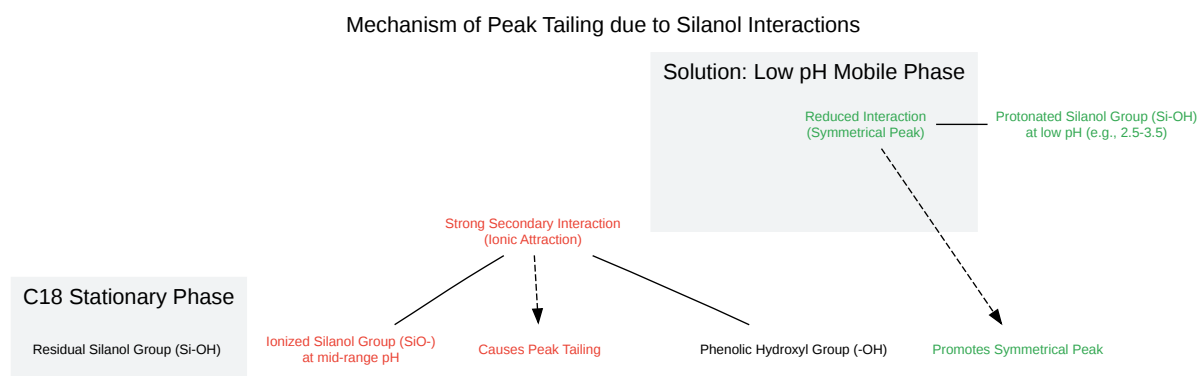 Mechanism of Peak Tailing due to Silanol Interactions
Solution: Low pH Mobile Phase
Reduced Interaction
(Symmetrical Peak)
Protonated Silanol Group (Si-OH)
at low pH (e.g., 2.5-3.5)
Strong Secondary Interaction
(Ionic Attraction)
C18 Stationary Phase
Residual Silanol Group (Si-OH)
Ionized Silanol Group (SiO-)
at mid-range pH
Causes Peak Tailing
Phenolic Hydroxyl Group (-OH)
Promotes Symmetrical Peak